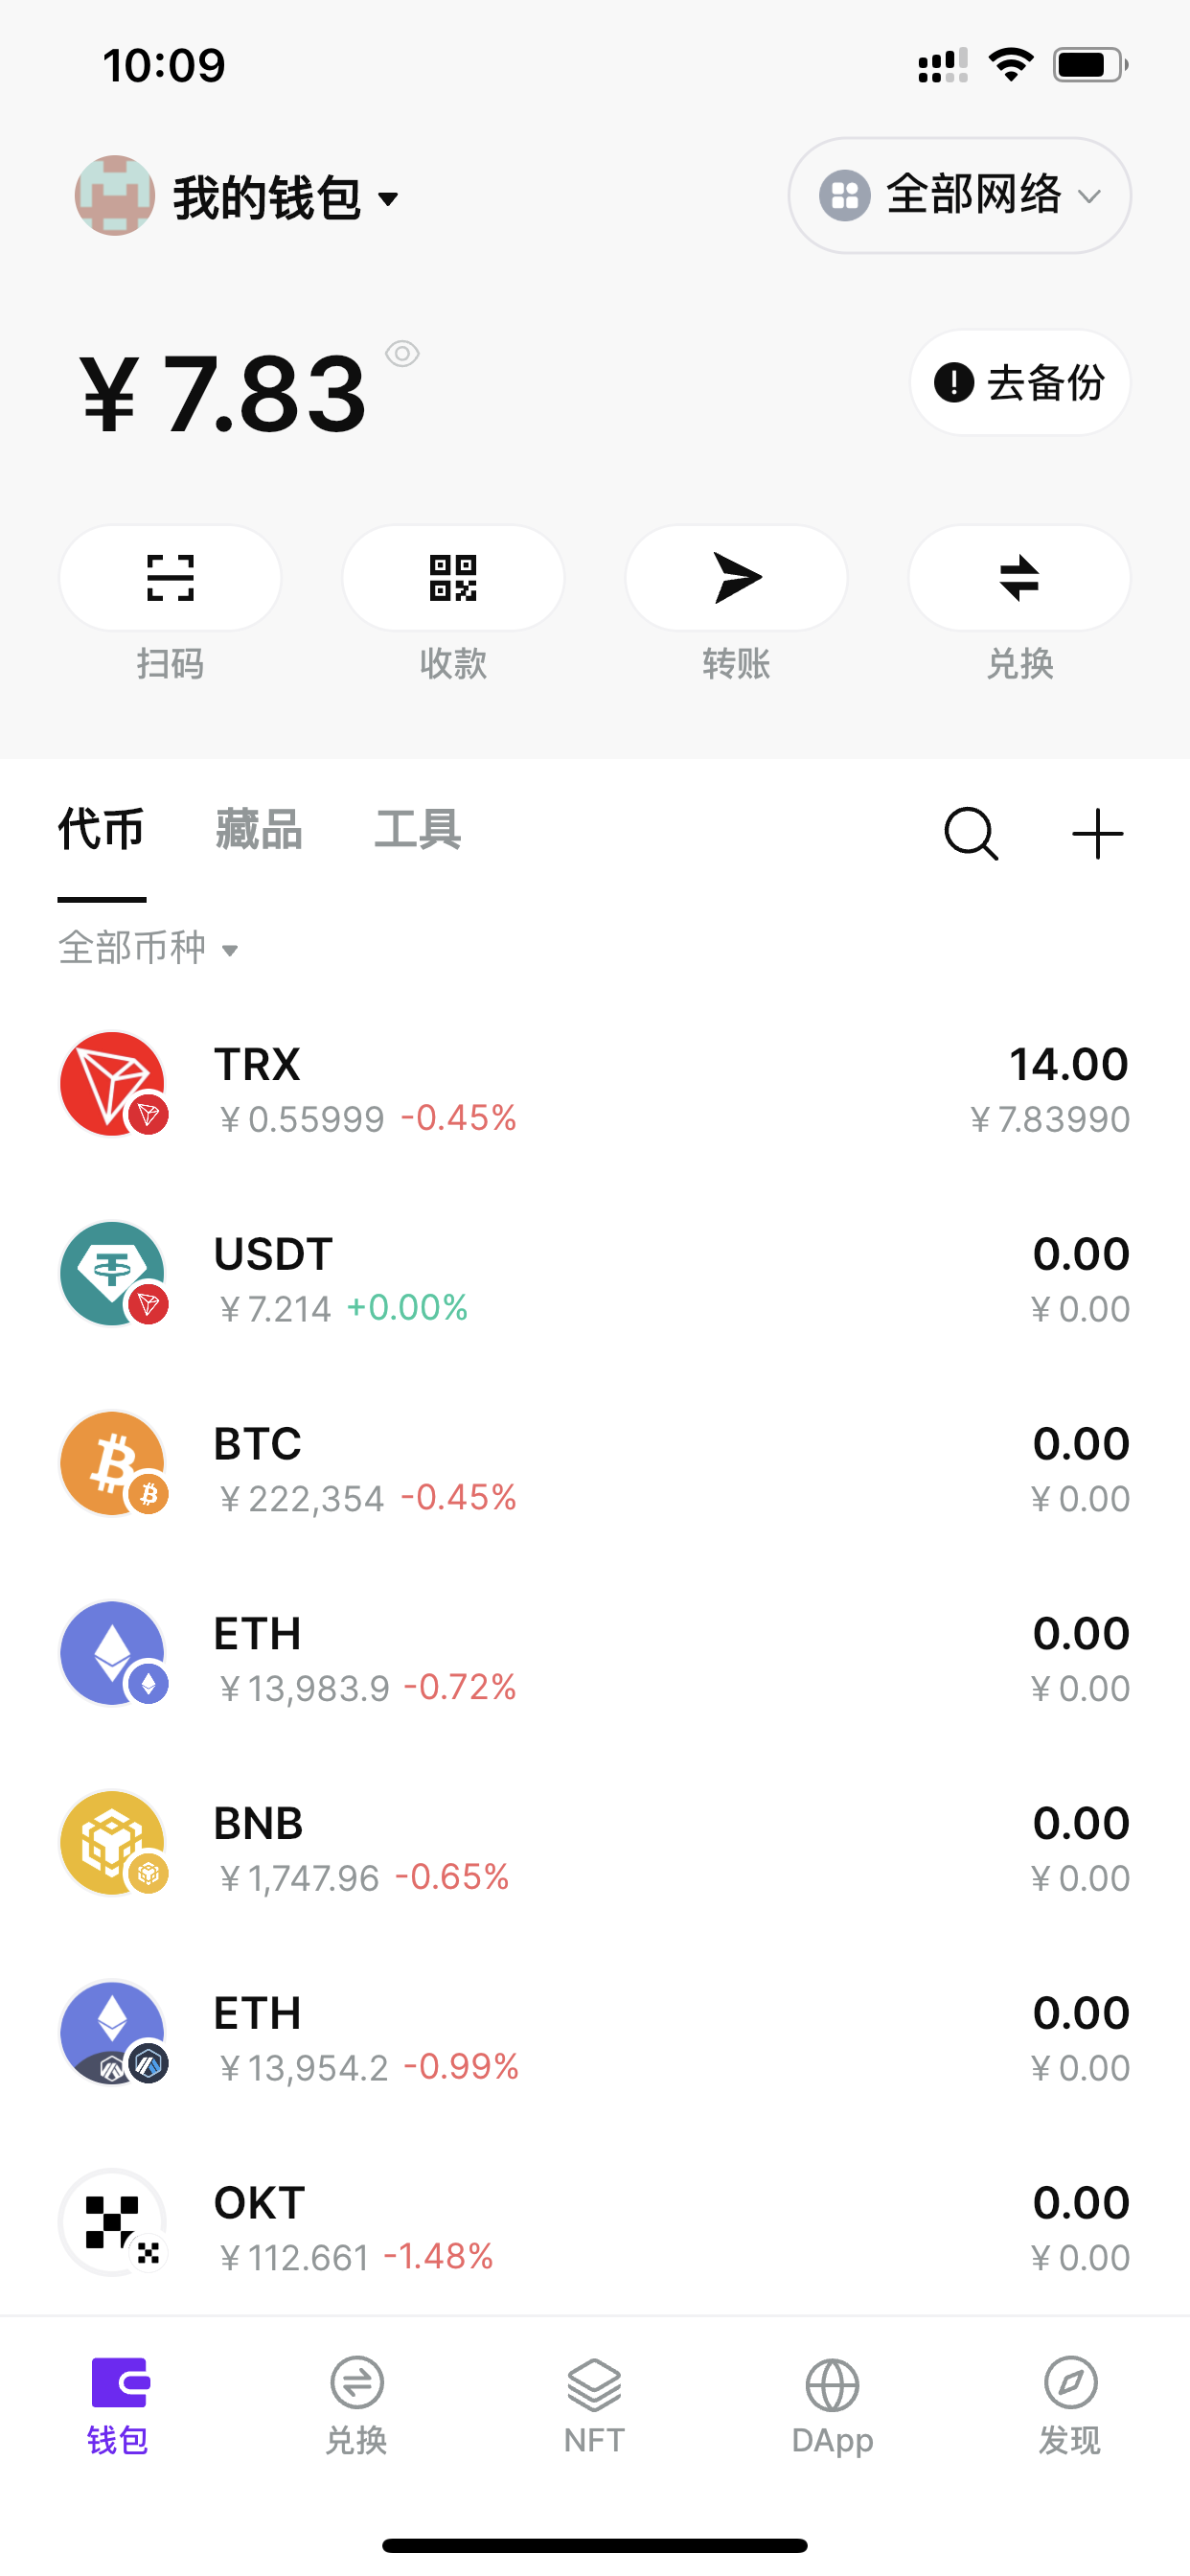 10:09
我的钱包
全部网络
¥ 7.83
去备份
扫码 收款 转账 兑换
代币 藏品 工具
全部币种
TRX 14.00
¥ 0.55999 -0.45% ¥ 7.83990
USDT 0.00
¥ 7.214 +0.00% ¥ 0.00
BTC 0.00
¥ 222,354 -0.45% ¥ 0.00
ETH 0.00
¥ 13,983.9 -0.72% ¥ 0.00
BNB 0.00
¥ 1,747.96 -0.65% ¥ 0.00
ETH 0.00
¥ 13,954.2 -0.99% ¥ 0.00
OKT 0.00
¥ 112.661 -1.48% ¥ 0.00
钱包 兑换 NFT DApp 发现